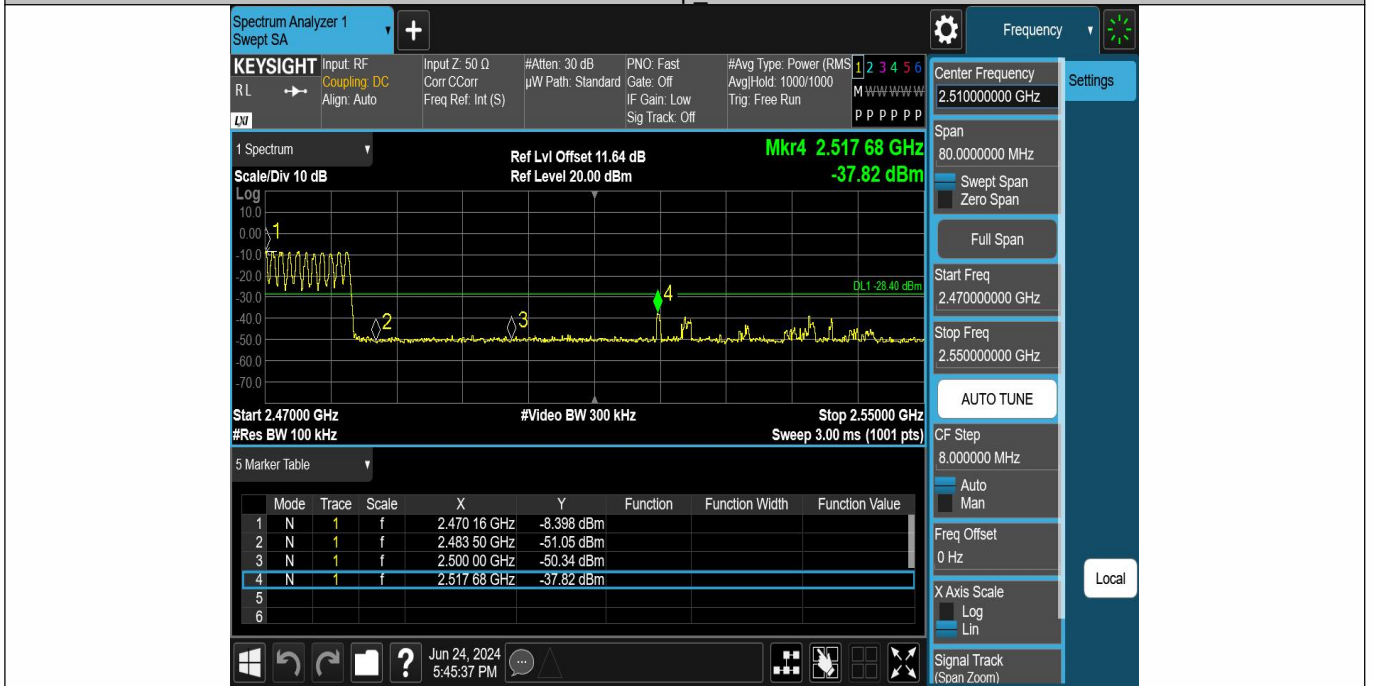 Spectrum Analyzer 1
Swept SA
+
Frequency
KEYSIGHT
RL
LXI
Input: RF
Coupling: DC
Align: Auto
Input Z: 50 Ω
Corr CCorr
Freq Ref: Int (S)
#Atten: 30 dB
µW Path: Standard
PNO: Fast
Gate: Off
IF Gain: Low
Sig Track: Off
#Avg Type: Power (RMS
Avg|Hold: 1000/1000
Trig: Free Run
1 2 3 4 5 6
M W W W W W
P P P P P P
1 Spectrum
Scale/Div 10 dB
Ref Lvl Offset 11.64 dB
Ref Level 20.00 dBm
Mkr4 2.517 68 GHz
-37.82 dBm
Log
10.0
0.00
-10.0
-20.0
-30.0
-40.0
-50.0
-60.0
-70.0
1
2
3
4
DL1 -28.40 dBm
Start 2.47000 GHz
#Video BW 300 kHz
Stop 2.55000 GHz
#Res BW 100 kHz
Sweep 3.00 ms (1001 pts)
5 Marker Table
Mode Trace Scale X Y Function Function Width Function Value
1 N 1 f 2.470 16 GHz -8.398 dBm
2 N 1 f 2.483 50 GHz -51.05 dBm
3 N 1 f 2.500 00 GHz -50.34 dBm
4 N 1 f 2.517 68 GHz -37.82 dBm
5
6
Jun 24, 2024
5:45:37 PM
?
Center Frequency
2.510000000 GHz
Settings
Span
80.0000000 MHz
Swept Span
Zero Span
Full Span
Start Freq
2.470000000 GHz
Stop Freq
2.550000000 GHz
AUTO TUNE
CF Step
8.000000 MHz
Auto
Man
Freq Offset
0 Hz
Local
X Axis Scale
Log
Lin
Signal Track
(Span Zoom)